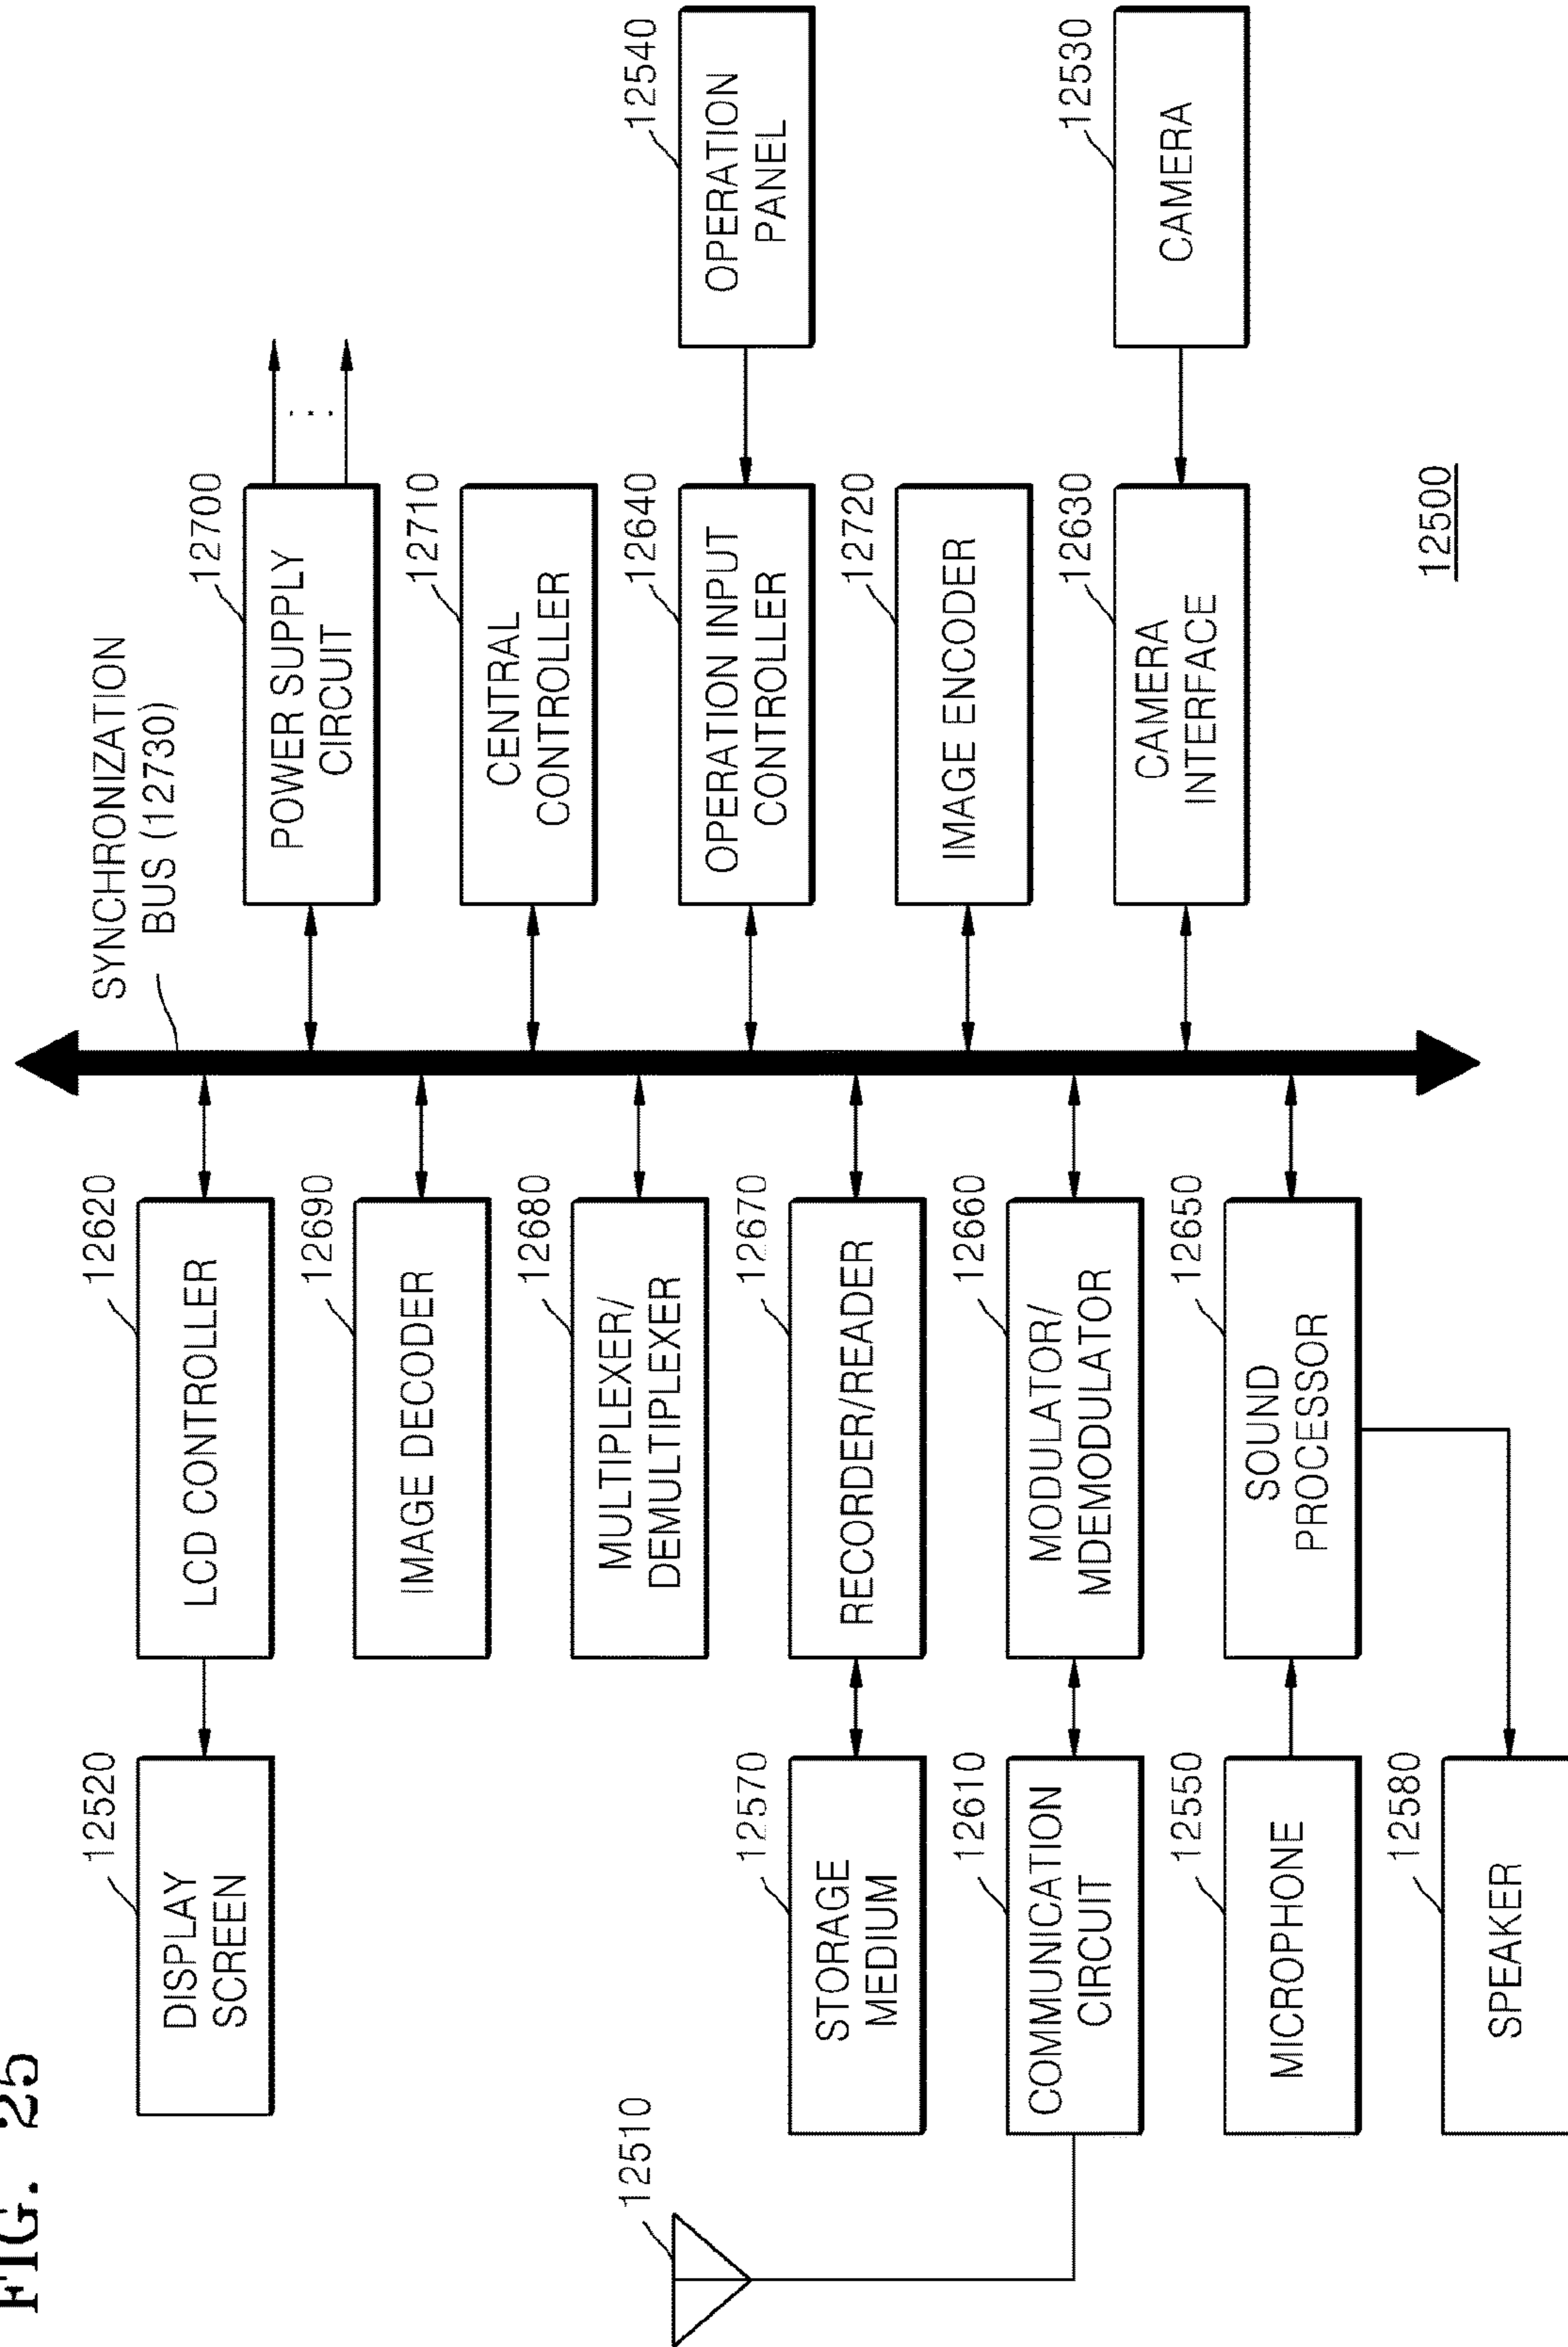 FIG. 25
SYNCHRONIZATION
BUS (12730)
12520
DISPLAY
SCREEN
12620
LCD CONTROLLER
12700
POWER SUPPLY
CIRCUIT
12690
IMAGE DECODER
12710
CENTRAL
CONTROLLER
12510
12680
MULTIPLEXER/
DEMULTIPLEXER
12640
OPERATION INPUT
CONTROLLER
12540
OPERATION
PANEL
12570
STORAGE
MEDIUM
12670
RECORDER/READER
12720
IMAGE ENCODER
12610
COMMUNICATION
CIRCUIT
12660
MODULATOR/
MDEMODULATOR
12630
CAMERA
INTERFACE
12530
CAMERA
12550
MICROPHONE
12650
SOUND
PROCESSOR
12580
SPEAKER
12500